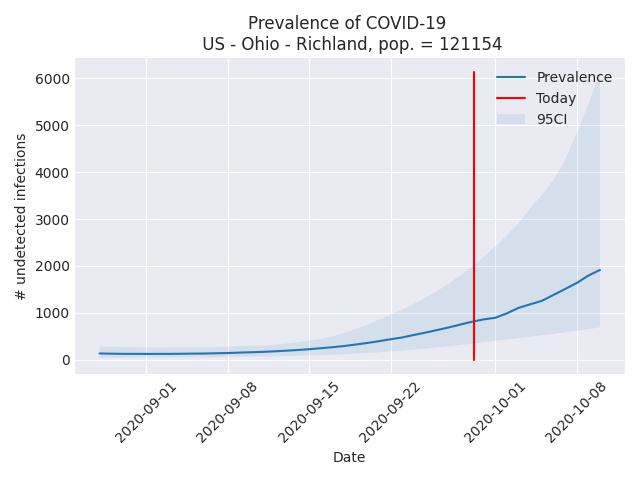 Prevalence of COVID-19
US - Ohio - Richland, pop. = 121154
6000
5000
4000
3000
2000
1000
0
# undetected infections
Prevalence
Today
95CI
2020-09-01
2020-09-08
2020-09-15
2020-09-22
2020-10-01
2020-10-08
Date